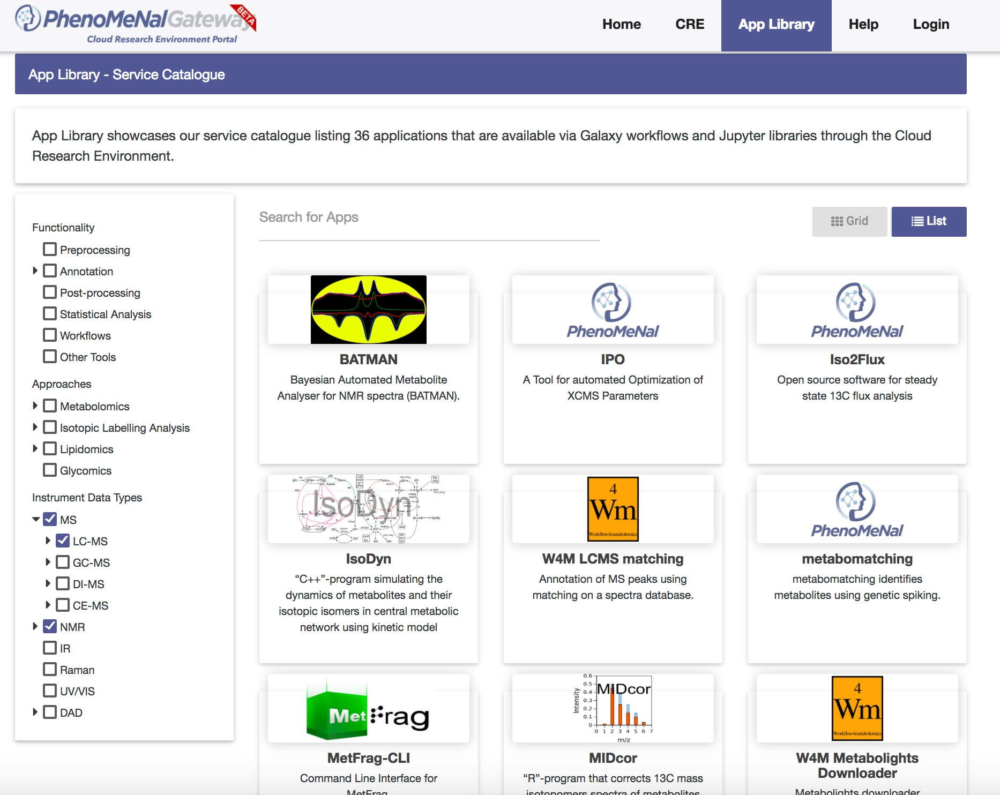 PhenoMeNalGateway
BETA
Cloud Research Environment Portal
Home
CRE
App Library
Help
Login
App Library - Service Catalogue
App Library showcases our service catalogue listing 36 applications that are available via Galaxy workflows and Jupyter libraries through the Cloud
Research Environment.
Functionality
Preprocessing
Annotation
Post-processing
Statistical Analysis
Workflows
Other Tools
Approaches
Metabolomics
Isotopic Labelling Analysis
Lipidomics
Glycomics
Instrument Data Types
MS
LC-MS
GC-MS
DI-MS
CE-MS
NMR
IR
Raman
UV/VIS
DAD
Search for Apps
Grid
List
BATMAN
Bayesian Automated Metabolite
Analyser for NMR spectra (BATMAN).
PhenoMeNal
IPO
A Tool for automated Optimization of
XCMS Parameters
PhenoMeNal
Iso2Flux
Open source software for steady
state 13C flux analysis
IsoDyn
IsoDyn
“C++”-program simulating the
dynamics of metabolites and their
isotopic isomers in central metabolic
network using kinetic model
4
Wm
Workflow4metabolomics
W4M LCMS matching
Annotation of MS peaks using
matching on a spectra database.
PhenoMeNal
metabomatching
metabomatching identifies
metabolites using genetic spiking.
MetFrag
MetFrag-CLI
Command Line Interface for
MetFrag
MIDcor
Intensity
0.6
0.5
0.4
0.3
0.2
0.1
0
0 1 2 3 4 5 6 7
m/z
MIDcor
“R”-program that corrects 13C mass
isotopomers spectra of metabolites
4
Wm
Workflow4metabolomics
W4M Metabolights
Downloader
Metabolights downloader